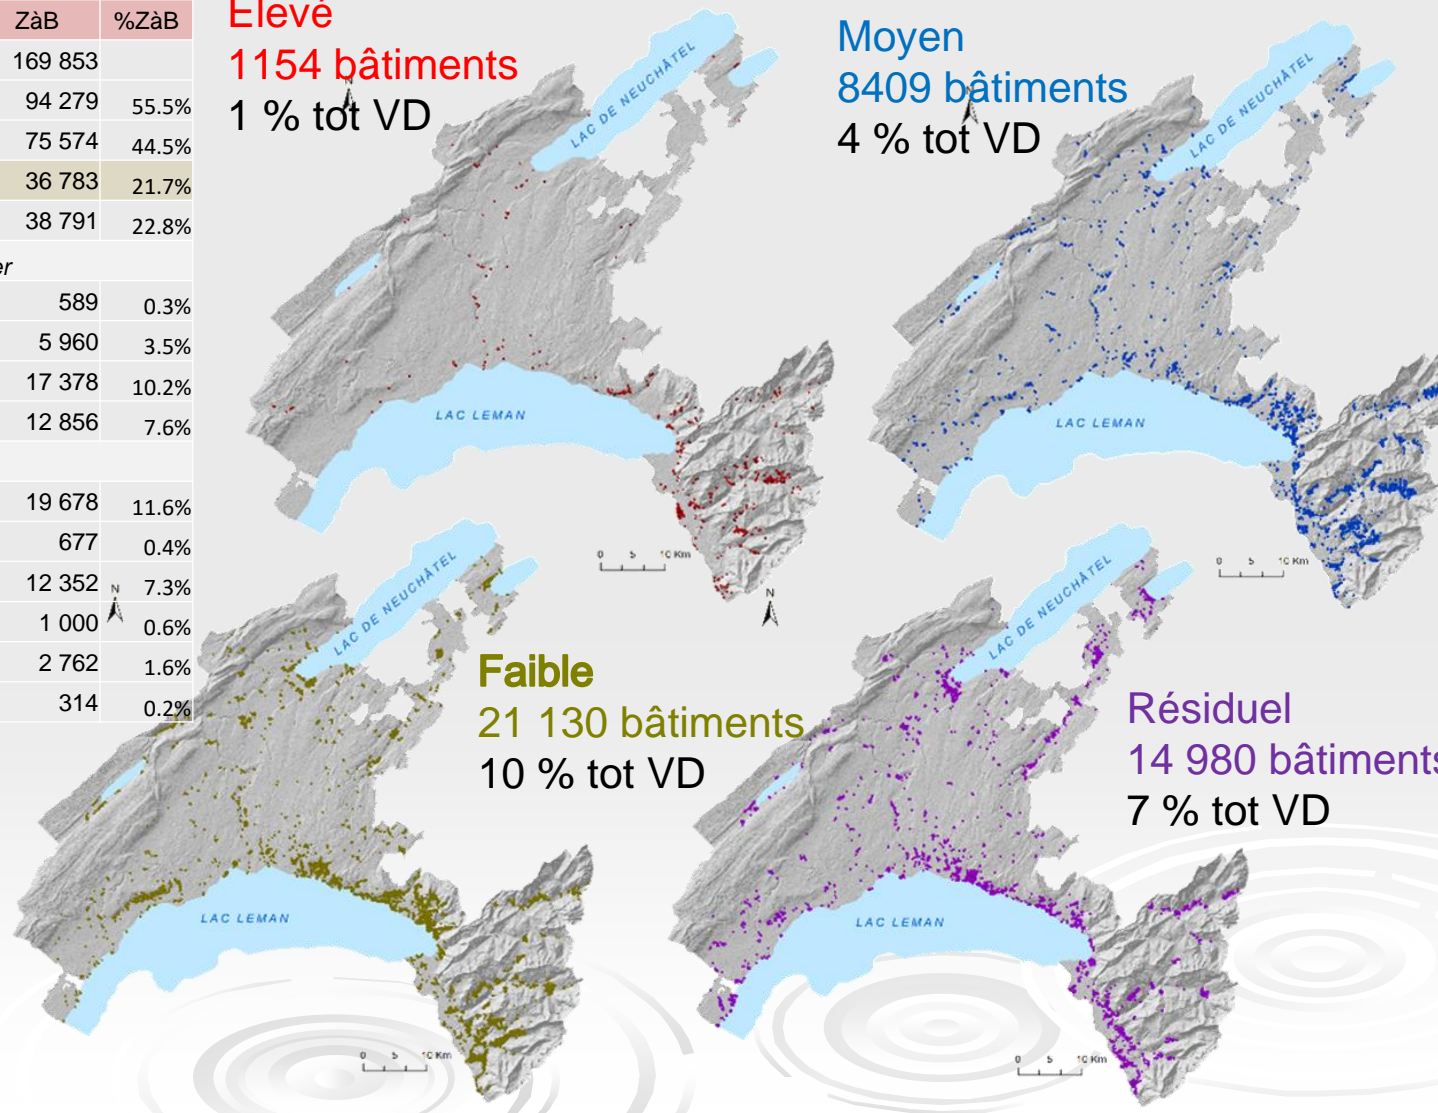 ZàB %ZàB
169 853
94 279 55.5%
75 574 44.5%
36 783 21.7%
38 791 22.8%
er
589 0.3%
5 960 3.5%
17 378 10.2%
12 856 7.6%
19 678 11.6%
677 0.4%
12 352 7.3%
1 000 0.6%
2 762 1.6%
314 0.2%
Elevé
1154 bâtiments
1 % tot VD
N
LAC DE NEUCHÂTEL
LAC LEMAN
0 5 10 Km
N
Moyen
8409 bâtiments
4 % tot VD
LAC DE NEUCHÂTEL
LAC LEMAN
0 5 10 Km
N
Faible
21 130 bâtiments
10 % tot VD
LAC DE NEUCHÂTEL
LAC LEMAN
0 5 10 Km
Résiduel
14 980 bâtiments
7 % tot VD
LAC DE NEUCHÂTEL
LAC LEMAN
0 5 10 Km